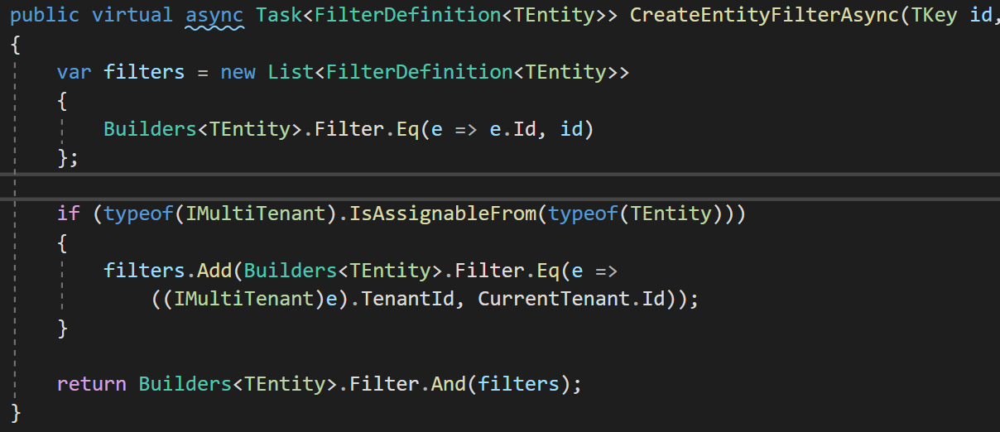 public virtual async Task<FilterDefinition<TEntity>> CreateEntityFilterAsync(TKey id,
{
var filters = new List<FilterDefinition<TEntity>>
{
Builders<TEntity>.Filter.Eq(e => e.Id, id)
};
if (typeof(IMultiTenant).IsAssignableFrom(typeof(TEntity)))
{
filters.Add(Builders<TEntity>.Filter.Eq(e =>
((IMultiTenant)e).TenantId, CurrentTenant.Id));
}
return Builders<TEntity>.Filter.And(filters);
}